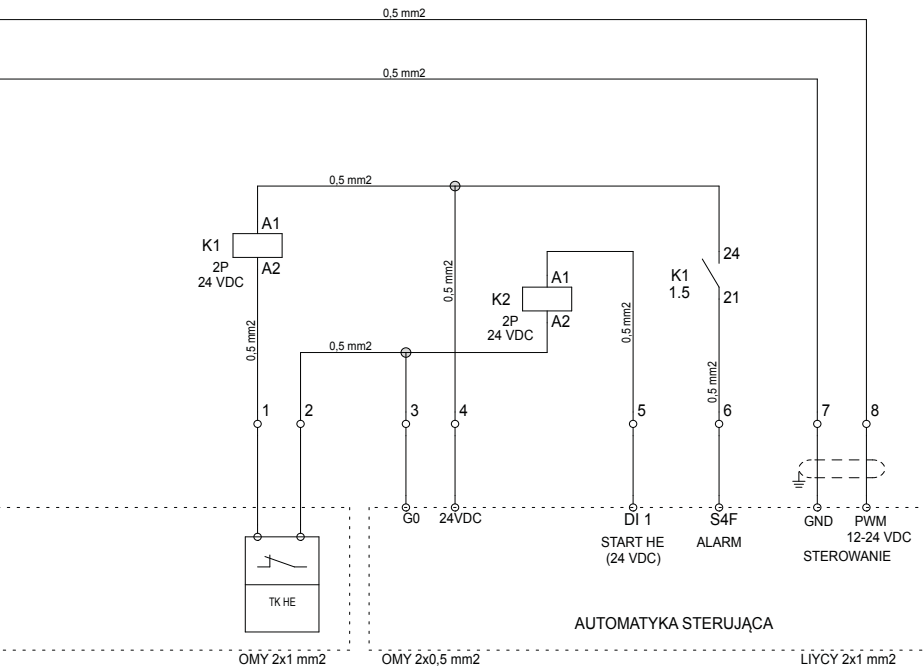 0,5 mm2
0,5 mm2
0,5 mm2
A1
K1
2P
24 VDC
A2
24
K1
1.5
21
0,5 mm2
A1
K2
2P
24 VDC
A2
0,5 mm2
0,5 mm2
0,5 mm2
0,5 mm2
1
2
3
4
5
6
7
8
G0
24VDC
DI 1
START HE
(24 VDC)
S4F
ALARM
GND
PWM
12-24 VDC
STEROWANIE
TK HE
AUTOMATYKA STERUJĄCA
OMY 2x1 mm2
OMY 2x0,5 mm2
LIYCY 2x1 mm2